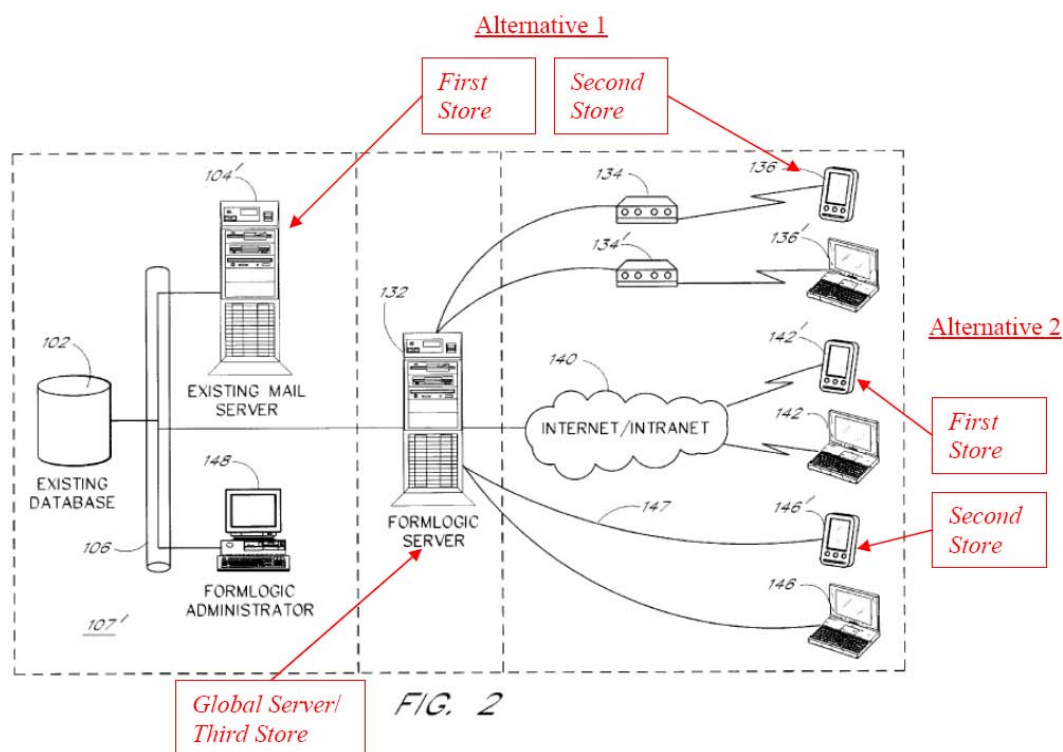 Alternative 1
First
Store
Second
Store
104'
134
136
134'
136'
132
102
EXISTING MAIL
SERVER
140
142'
Alternative 2
INTERNET/INTRANET
142
First
Store
EXISTING
DATABASE
148
FORMLOGIC
SERVER
147
146'
Second
Store
106
FORMLOGIC
ADMINISTRATOR
146
107'
Global Server/
Third Store
FIG. 2